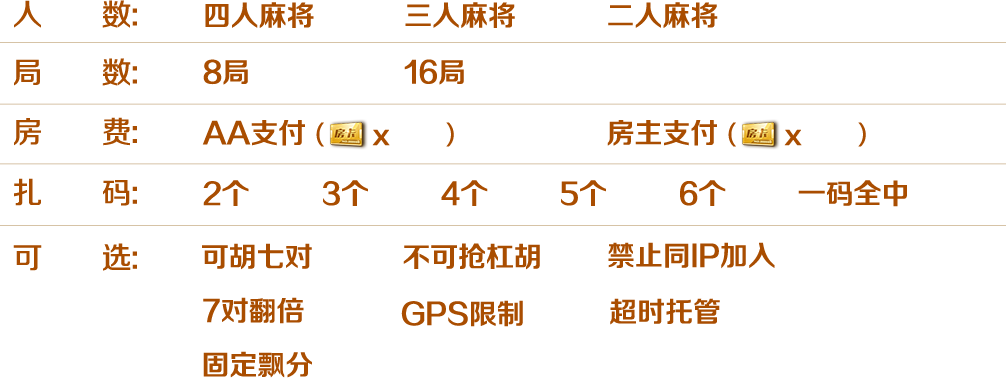 人 数: 四人麻将 三人麻将 二人麻将
局 数: 8局 16局
房 费: AA支付 (房卡 x ) 房主支付 (房卡 x )
扎 码: 2个 3个 4个 5个 6个 一码全中
可 选: 可胡七对 不可抢杠胡 禁止同IP加入
7对翻倍 GPS限制 超时托管
固定飘分